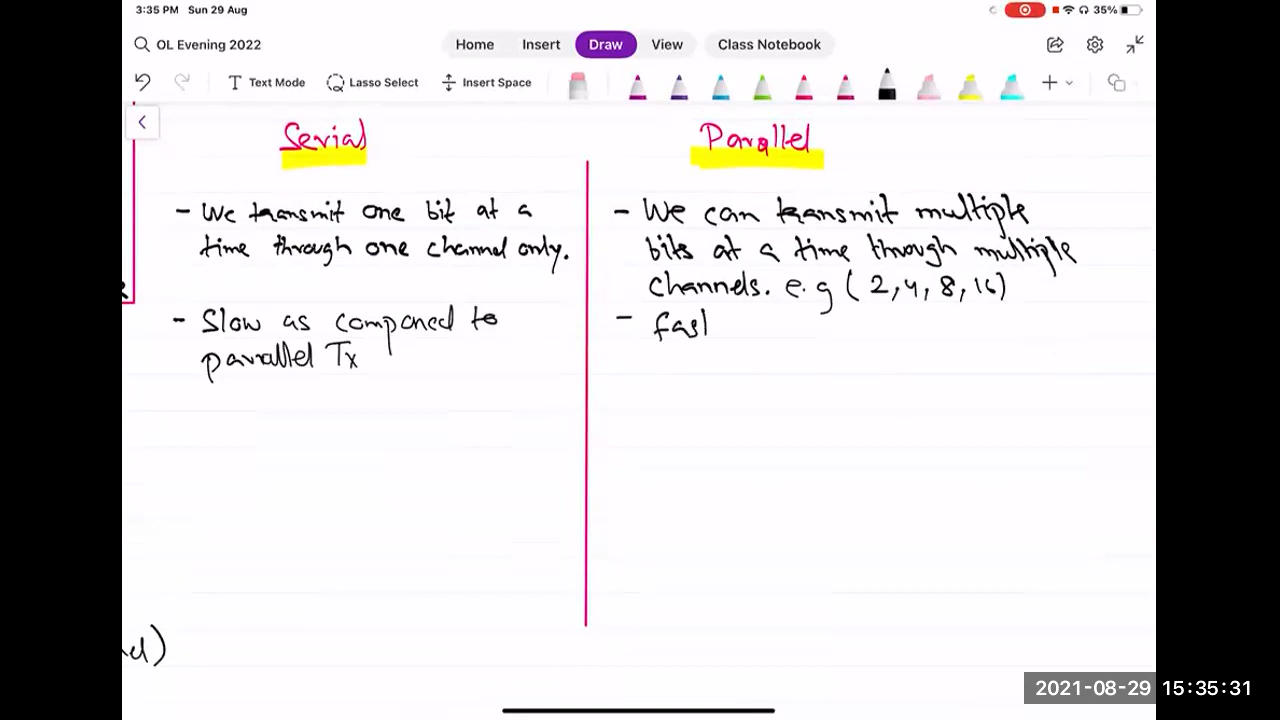 3:35 PM Sun 29 Aug
35%
OL Evening 2022
Home Insert Draw View Class Notebook
Text Mode Lasso Select Insert Space
Serial
Parallel
- We transmit one bit at a
time through one channel only.
- Slow as compared to
parallel Tx
- We can transmit multiple
bits at a time through multiple
channels. e.g ( 2, 4, 8, 16)
- fast
2021-08-29 15:35:31